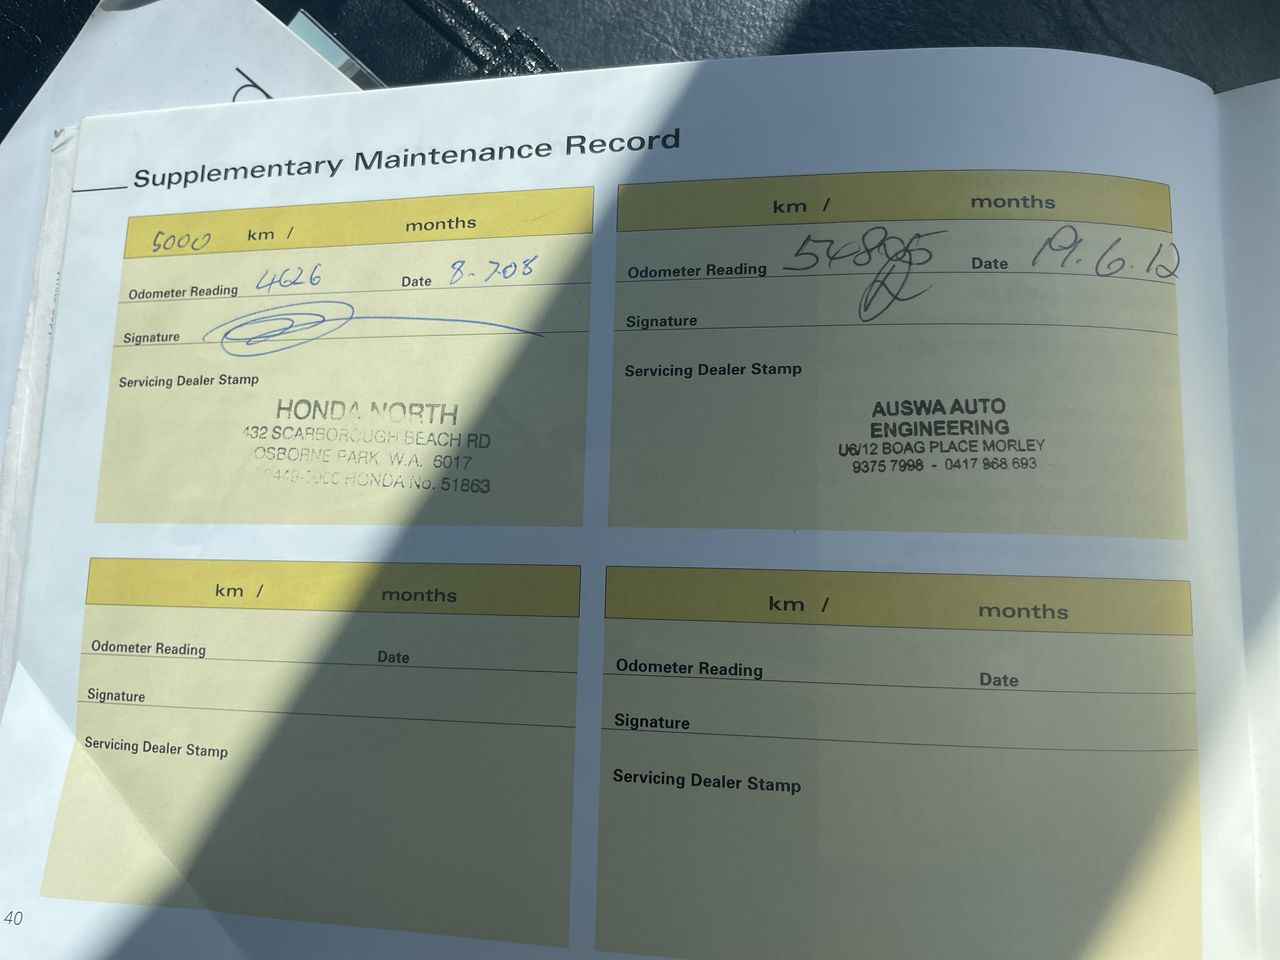 Supplementary Maintenance Record
5000 km / months
Odometer Reading 4626 Date 8-708
Signature
Servicing Dealer Stamp
HONDA NORTH
432 SCARBOROUGH BEACH RD
OSBORNE PARK W.A. 6017
HONDA No. 51863
km / months
Odometer Reading 54805 Date 19.6.12
Signature
Servicing Dealer Stamp
AUSWA AUTO
ENGINEERING
U6/12 BOAG PLACE MORLEY
9375 7998 - 0417 968 693
km / months
Odometer Reading Date
Signature
Servicing Dealer Stamp
km / months
Odometer Reading Date
Signature
Servicing Dealer Stamp
40